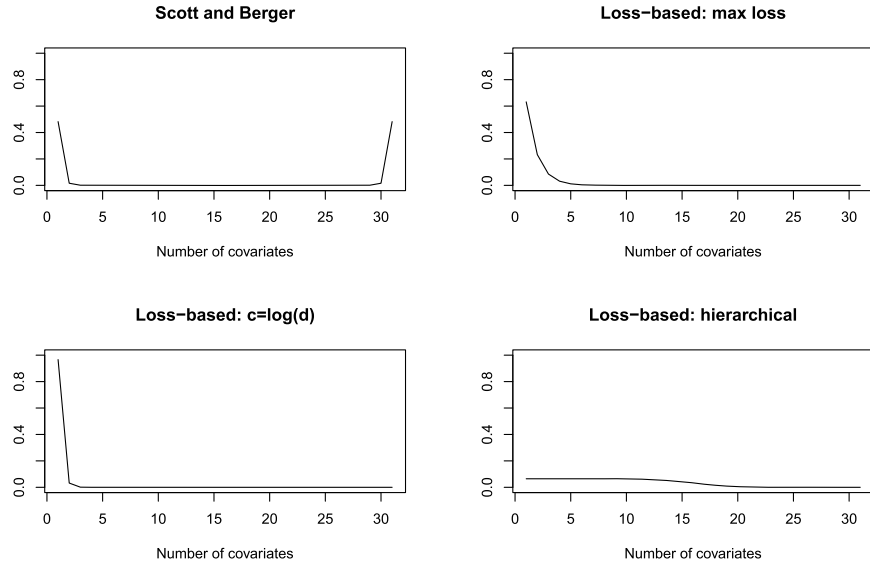 Scott and Berger
0.0 0.4 0.8
0 5 10 15 20 25 30
Number of covariates
Loss−based: max loss
0.0 0.4 0.8
0 5 10 15 20 25 30
Number of covariates
Loss−based: c=log(d)
0.0 0.4 0.8
0 5 10 15 20 25 30
Number of covariates
Loss−based: hierarchical
0.0 0.4 0.8
0 5 10 15 20 25 30
Number of covariates